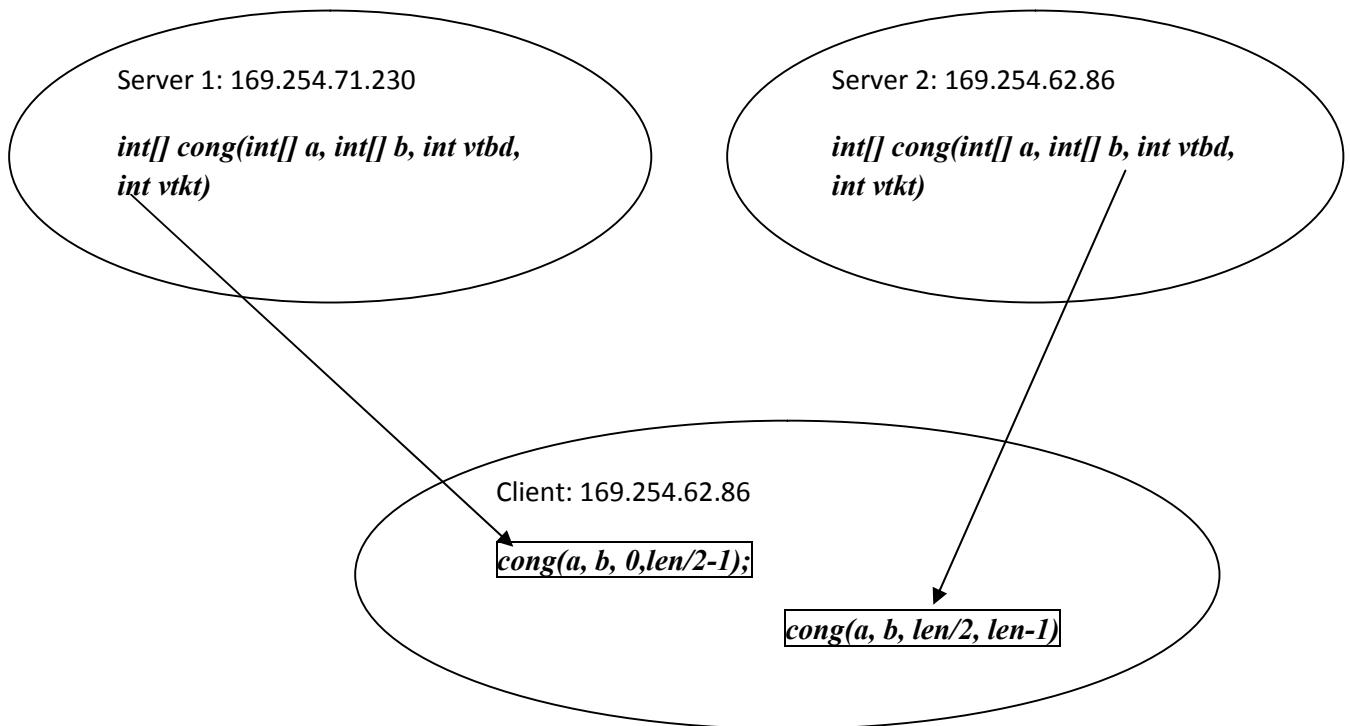 Server 1: 169.254.71.230
int[] cong(int[] a, int[] b, int vtbd,
int vtkt)
Server 2: 169.254.62.86
int[] cong(int[] a, int[] b, int vtbd,
int vtkt)
Client: 169.254.62.86
cong(a, b, 0,len/2-1);
cong(a, b, len/2, len-1)